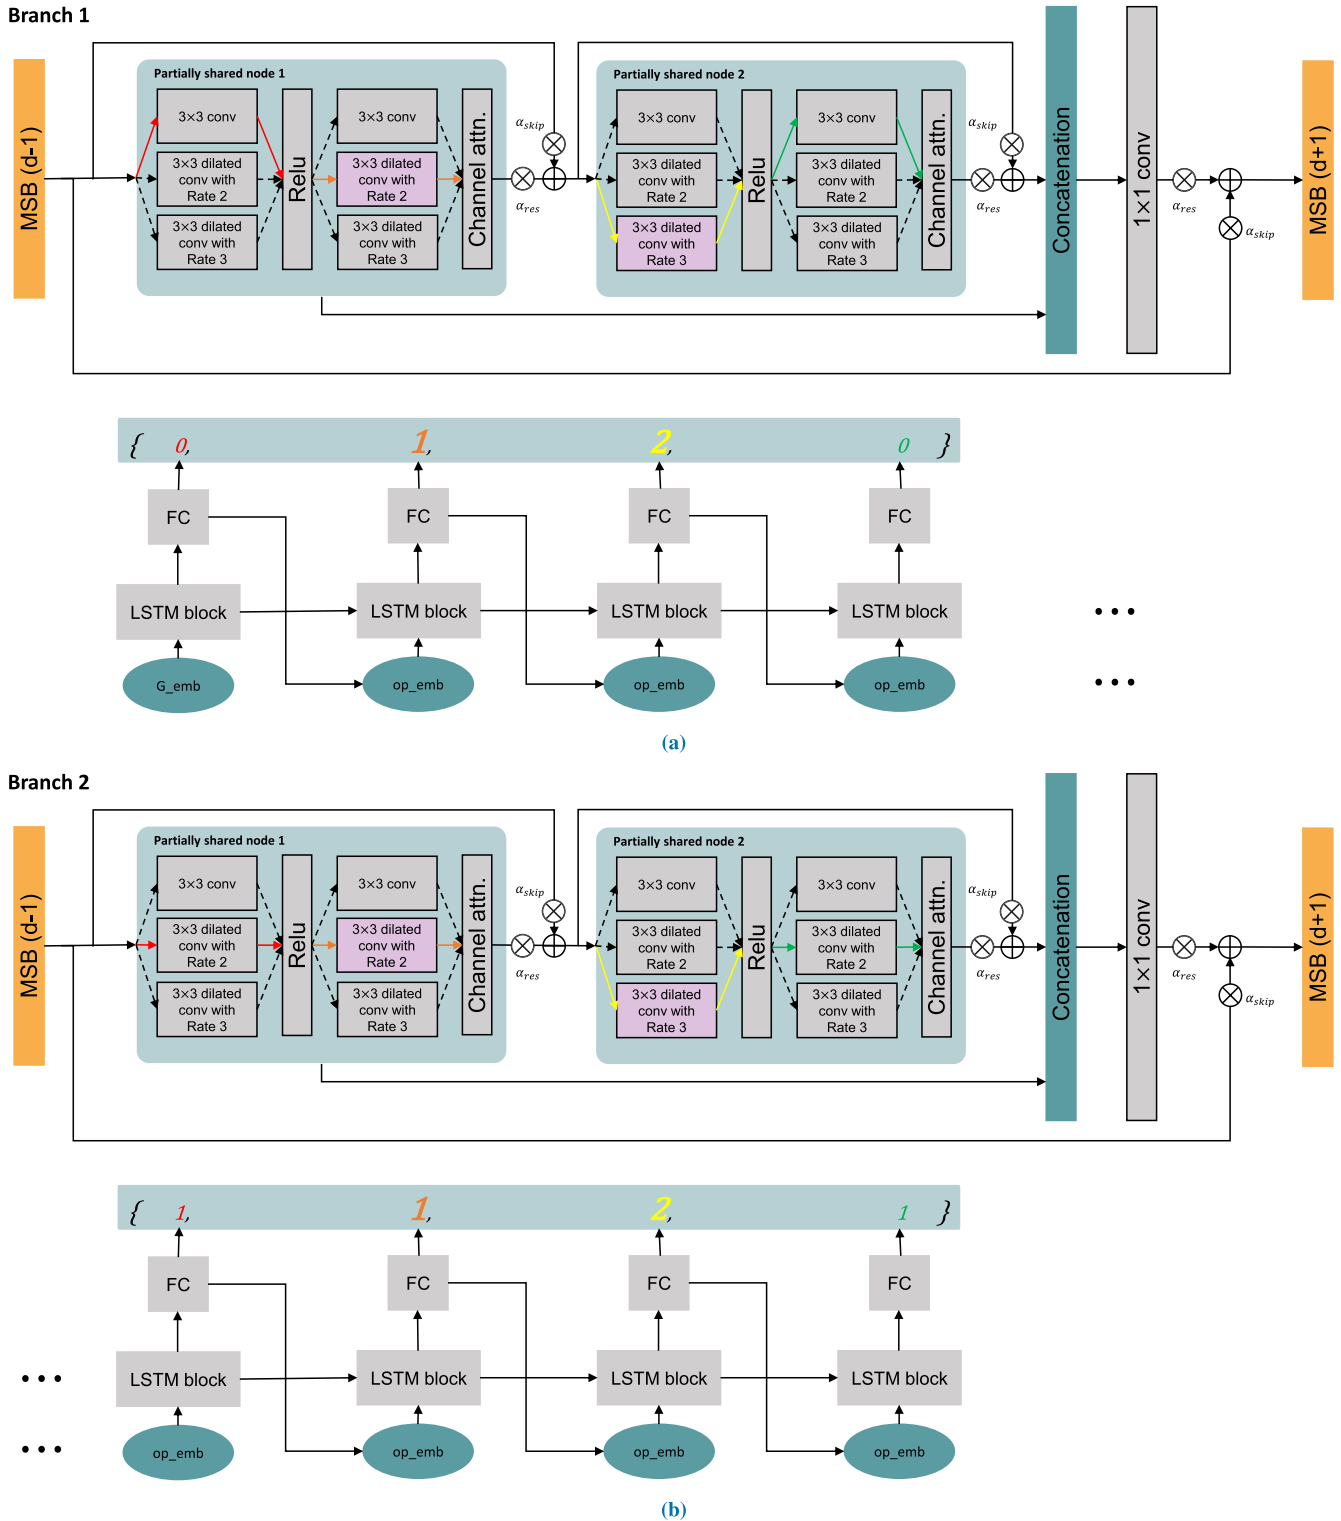 Branch 1
MSB (d-1)
Partially shared node 1
3×3 conv
3×3 dilated
conv with
Rate 2
3×3 dilated
conv with
Rate 3
Relu
3×3 conv
3×3 dilated
conv with
Rate 2
3×3 dilated
conv with
Rate 3
Channel attn.
α_skip
α_res
Partially shared node 2
3×3 conv
3×3 dilated
conv with
Rate 2
3×3 dilated
conv with
Rate 3
Relu
3×3 conv
3×3 dilated
conv with
Rate 2
3×3 dilated
conv with
Rate 3
Channel attn.
α_skip
α_res
Concatenation
1×1 conv
α_res
α_skip
MSB (d+1)
{ 0, 1, 2, 0 }
FC FC FC FC
LSTM block LSTM block LSTM block LSTM block ...
G_emb op_emb op_emb op_emb ...
(a)
Branch 2
MSB (d-1)
Partially shared node 1
3×3 conv
3×3 dilated
conv with
Rate 2
3×3 dilated
conv with
Rate 3
Relu
3×3 conv
3×3 dilated
conv with
Rate 2
3×3 dilated
conv with
Rate 3
Channel attn.
α_skip
α_res
Partially shared node 2
3×3 conv
3×3 dilated
conv with
Rate 2
3×3 dilated
conv with
Rate 3
Relu
3×3 conv
3×3 dilated
conv with
Rate 2
3×3 dilated
conv with
Rate 3
Channel attn.
α_skip
α_res
Concatenation
1×1 conv
α_res
α_skip
MSB (d+1)
{ 1, 1, 2, 1 }
FC FC FC FC
... LSTM block LSTM block LSTM block LSTM block
... op_emb op_emb op_emb op_emb
(b)